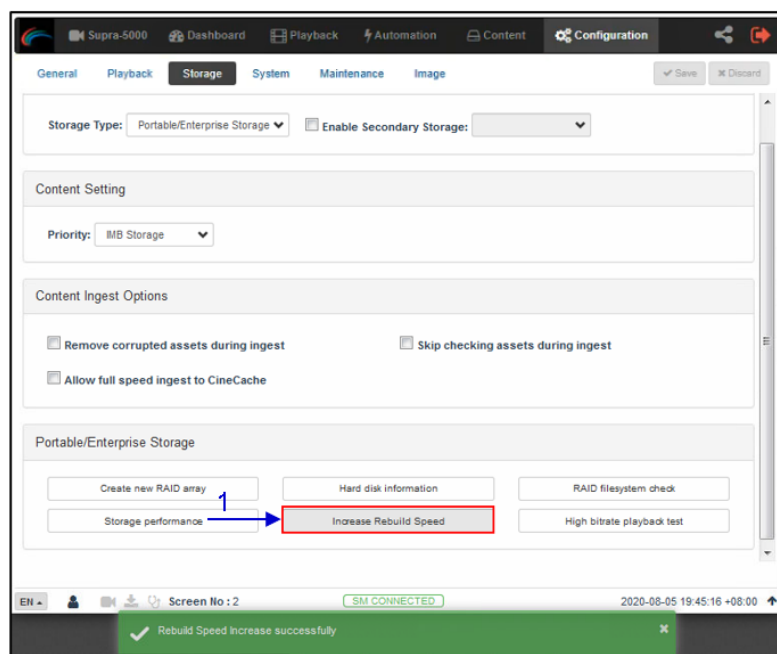 Supra-5000 Dashboard Playback Automation Content Configuration
General Playback Storage System Maintenance Image Save Discard
Storage Type: Portable/Enterprise Storage Enable Secondary Storage:
Content Setting
Priority: IMB Storage
Content Ingest Options
Remove corrupted assets during ingest Skip checking assets during ingest
Allow full speed ingest to CineCache
Portable/Enterprise Storage
Create new RAID array Hard disk information RAID filesystem check
1
Storage performance Increase Rebuild Speed High bitrate playback test
EN Screen No : 2 SM CONNECTED 2020-08-05 19:45:16 +08:00
Rebuild Speed Increase successfully